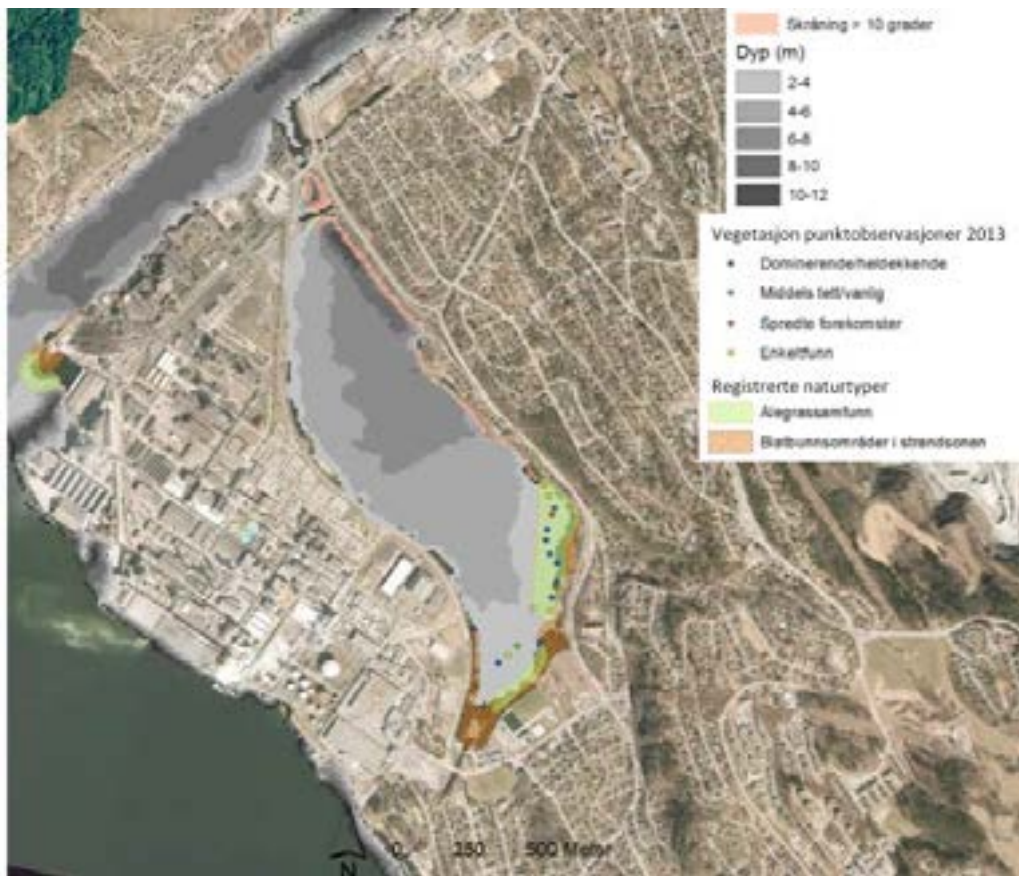 Skråning > 10 grader
Dyp (m)
2-4
4-6
6-8
8-10
10-12
Vegetasjon punktobservasjoner 2013
Dominerende/heldekkende
Middels tett/vanlig
Spredte forekomster
Enkeltfunn
Registrerte naturtyper
Ålegrassamfunn
Bløtbunnsområder i strandsonen
N
0 250 500 Meter